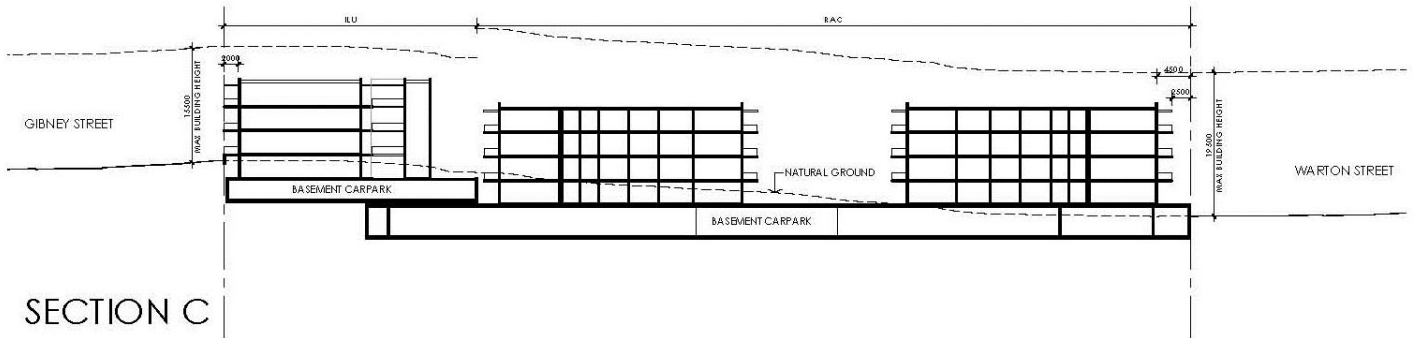 ILU
RAC
2000
4500
2500
15500
MAX BUILDING HEIGHT
19500
MAX BUILDING HEIGHT
GIBNEY STREET
NATURAL GROUND
WARTON STREET
BASEMENT CARPARK
BASEMENT CARPARK
SECTION C